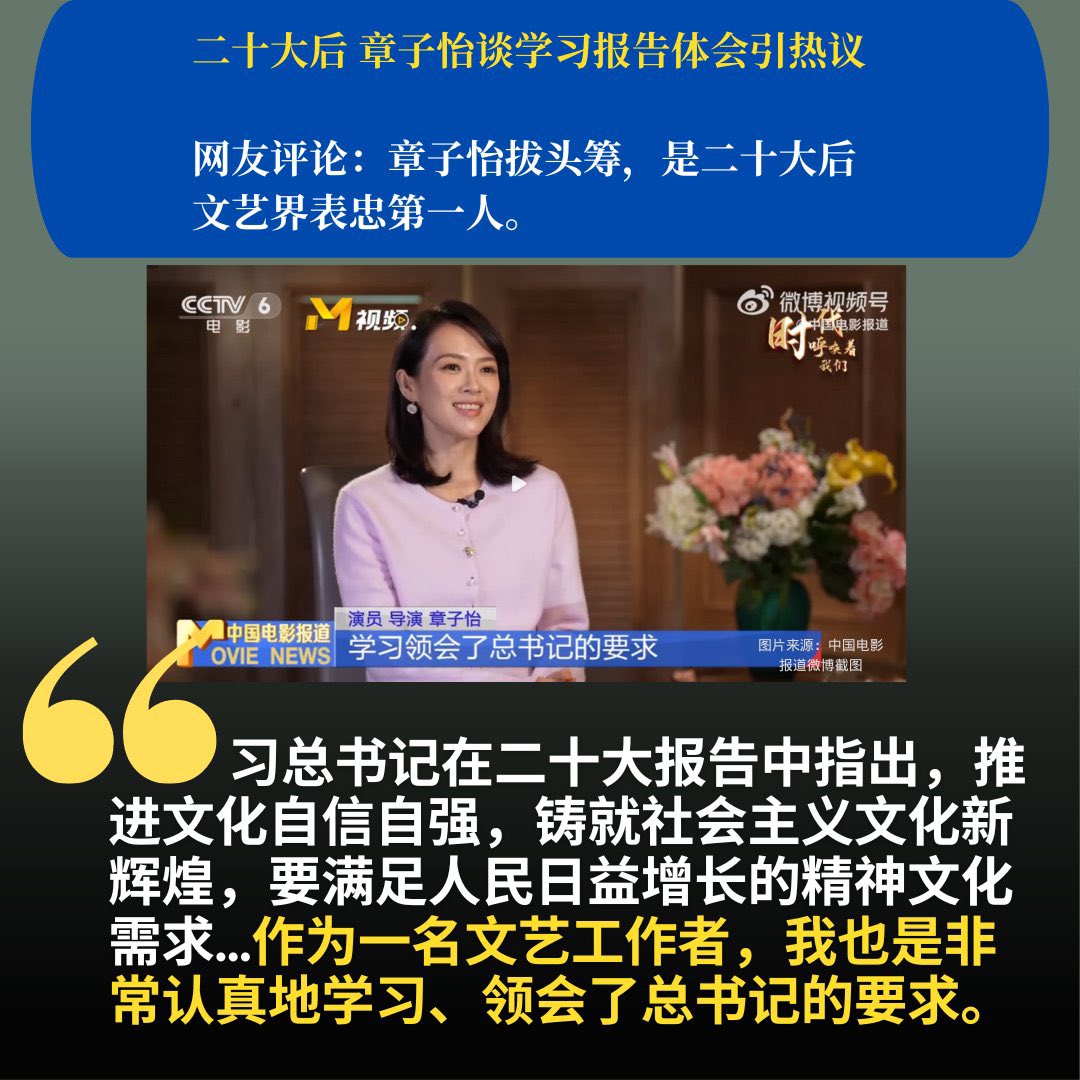 二十大后 章子怡谈学习报告体会引热议
网友评论：章子怡拔头筹，是二十大后
文艺界表忠第一人。
CCTV 6
电影
M视频.
微博视频号
@中国电影报道
时代
呼唤着
我们
演员 导演 章子怡
中国电影报道
MOVIE NEWS
学习领会了总书记的要求
图片来源：中国电影
报道微博截图
习总书记在二十大报告中指出，推
进文化自信自强，铸就社会主义文化新
辉煌，要满足人民日益增长的精神文化
需求...作为一名文艺工作者，我也是非
常认真地学习、领会了总书记的要求。